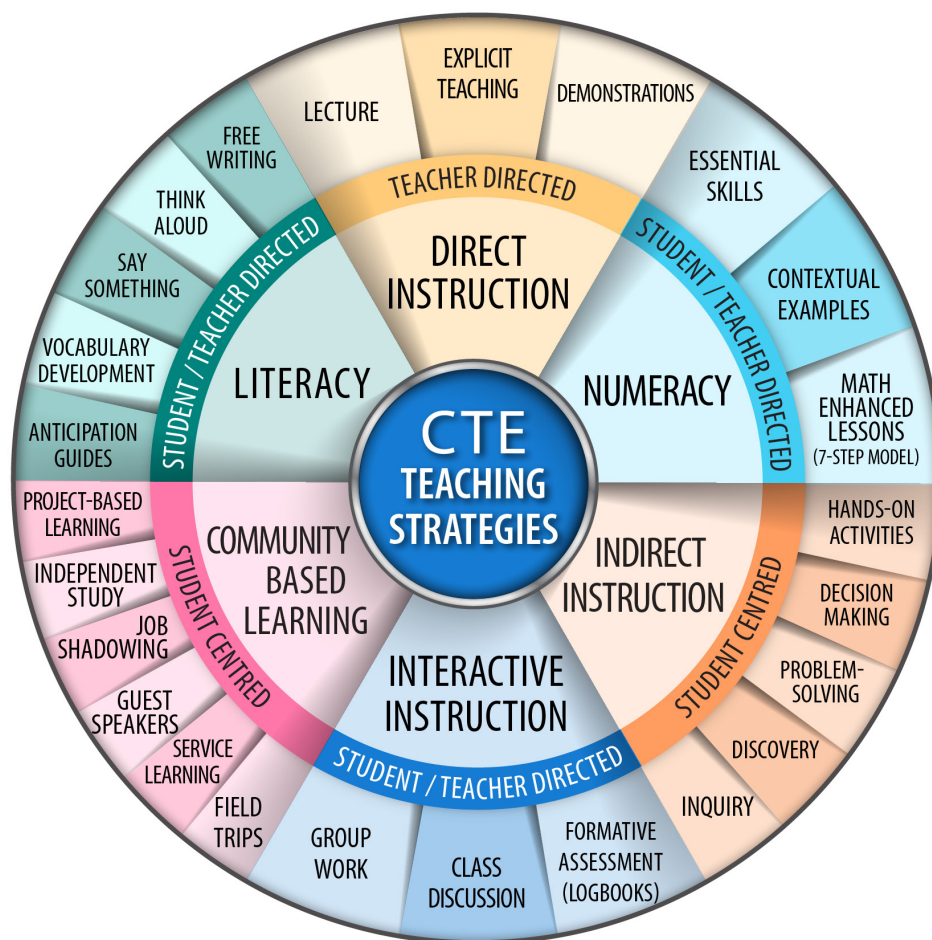 CTE
TEACHING
STRATEGIES
TEACHER DIRECTED
DIRECT
INSTRUCTION
LECTURE
EXPLICIT
TEACHING
DEMONSTRATIONS
STUDENT / TEACHER DIRECTED
NUMERACY
ESSENTIAL
SKILLS
CONTEXTUAL
EXAMPLES
MATH
ENHANCED
LESSONS
(7-STEP MODEL)
STUDENT CENTRED
INDIRECT
INSTRUCTION
HANDS-ON
ACTIVITIES
DECISION
MAKING
PROBLEM-
SOLVING
DISCOVERY
INQUIRY
STUDENT / TEACHER DIRECTED
INTERACTIVE
INSTRUCTION
FORMATIVE
ASSESSMENT
(LOGBOOKS)
CLASS
DISCUSSION
GROUP
WORK
STUDENT CENTRED
COMMUNITY
BASED
LEARNING
FIELD
TRIPS
SERVICE
LEARNING
GUEST
SPEAKERS
JOB
SHADOWING
INDEPENDENT
STUDY
PROJECT-BASED
LEARNING
STUDENT / TEACHER DIRECTED
LITERACY
ANTICIPATION
GUIDES
VOCABULARY
DEVELOPMENT
SAY
SOMETHING
THINK
ALOUD
FREE
WRITING